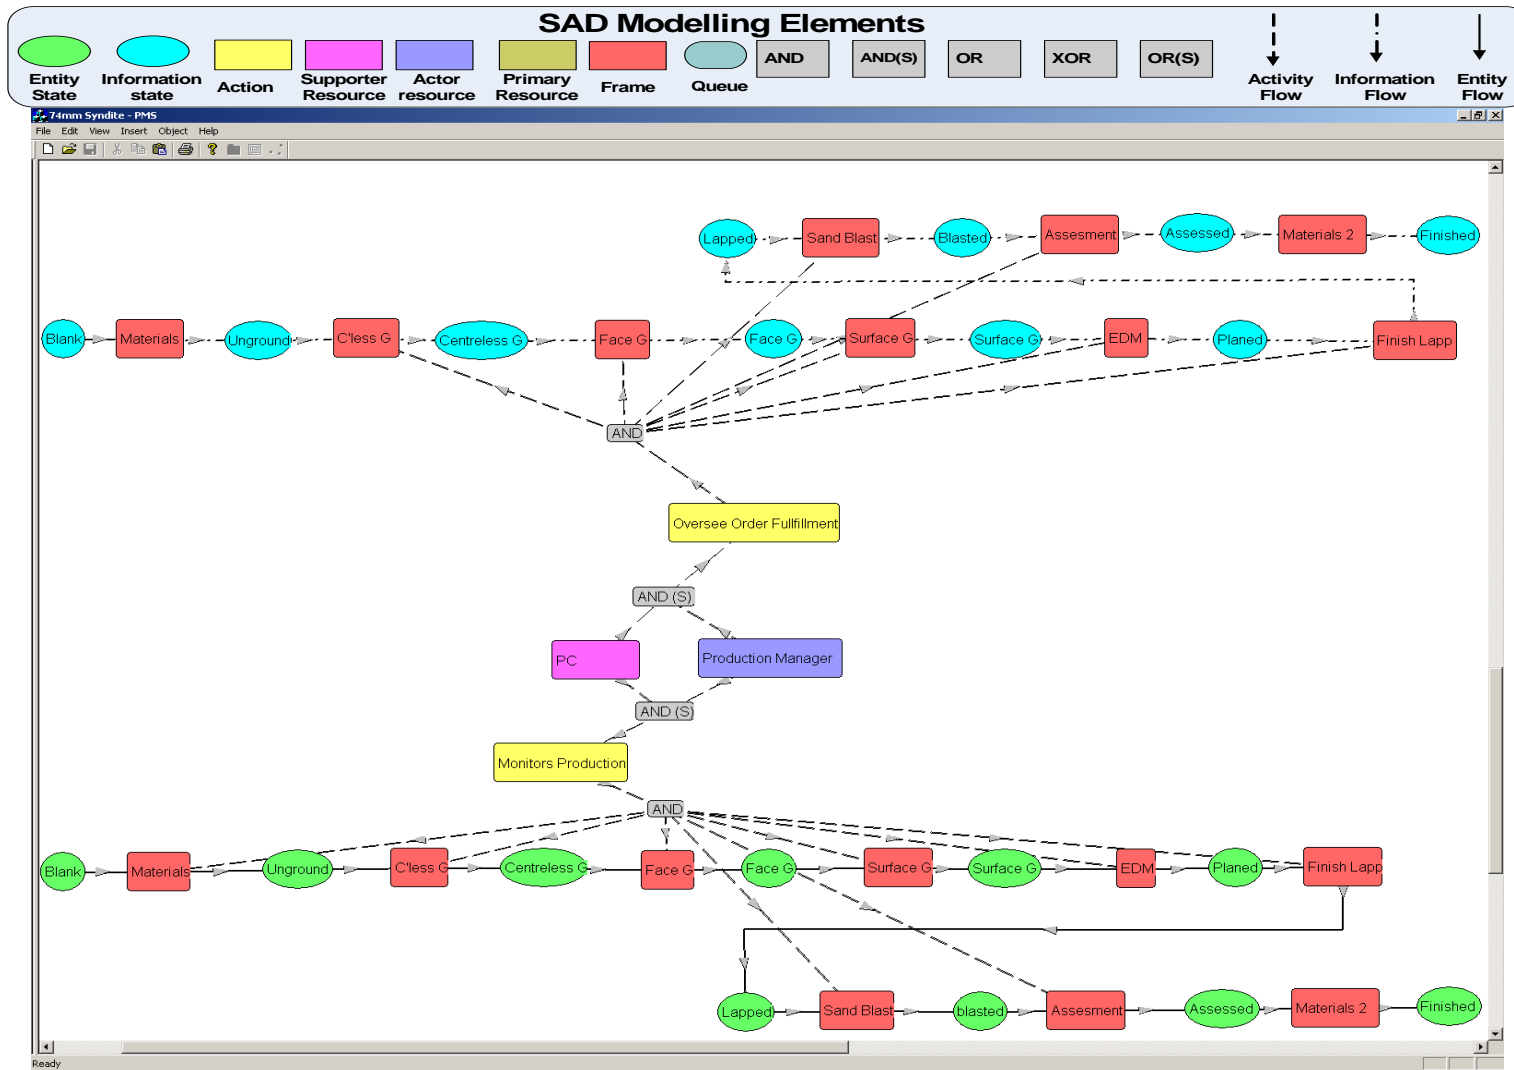 SAD Modelling Elements
Entity State
Information state
Action
Supporter Resource
Actor resource
Primary Resource
Frame
Queue
AND
AND(S)
OR
XOR
OR(S)
Activity Flow
Information Flow
Entity Flow
74mm Syndite - PMS
File Edit View Insert Object Help
Lapped
Sand Blast
Blasted
Assesment
Assessed
Materials 2
Finished
Blank
Materials
Unground
C'less G
Centreless G
Face G
Face G
Surface G
Surface G
EDM
Planed
Finish Lapp
AND
Oversee Order Fullfillment
AND (S)
PC
Production Manager
AND (S)
Monitors Production
AND
Blank
Materials
Unground
C'less G
Centreless G
Face G
Face G
Surface G
Surface G
EDM
Planed
Finish Lapp
Lapped
Sand Blast
blasted
Assesment
Assessed
Materials 2
Finished
Ready